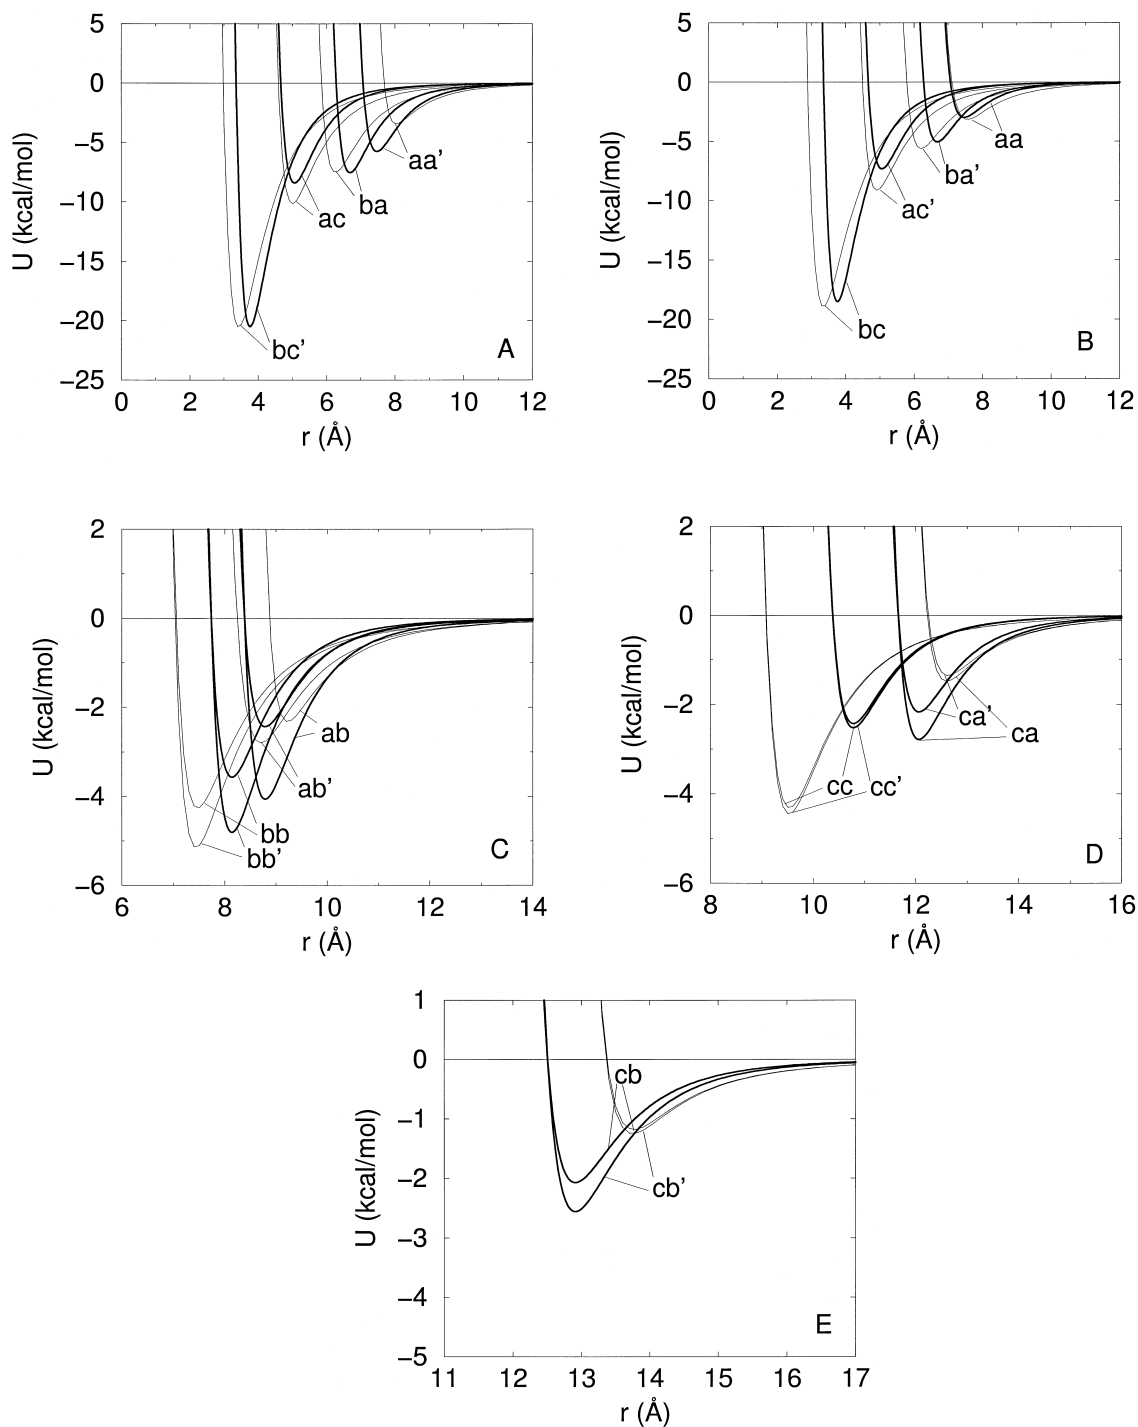 5
0
−5
−10
−15
−20
−25
U (kcal/mol)
aa’
ba
ac
bc’
A
0 2 4 6 8 10 12
r (Å)
5
0
−5
−10
−15
−20
−25
U (kcal/mol)
aa
ba’
ac’
bc
B
0 2 4 6 8 10 12
r (Å)
2
0
−2
−4
−6
U (kcal/mol)
ab
ab’
bb
bb’
C
6 8 10 12 14
r (Å)
2
0
−2
−4
−6
U (kcal/mol)
ca’
ca
cc
cc’
D
8 10 12 14 16
r (Å)
1
0
−1
−2
−3
−4
−5
U (kcal/mol)
cb
cb’
E
11 12 13 14 15 16 17
r (Å)